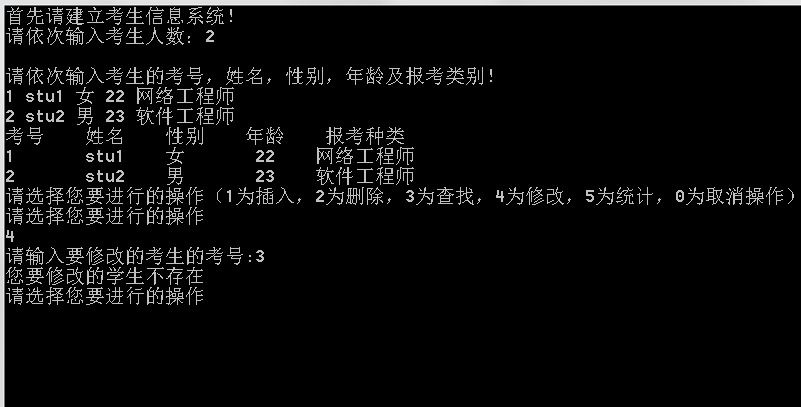 首先请建立考生信息系统!
请依次输入考生人数: 2
请依次输入考生的考号,姓名,性别,年龄及报考类别!
1 stu1 女 22 网络工程师
2 stu2 男 23 软件工程师
考号 姓名 性别 年龄 报考种类
1 stu1 女 22 网络工程师
2 stu2 男 23 软件工程师
请选择您要进行的操作(1为插入,2为删除,3为查找,4为修改,5为统计,0为取消操作)
请选择您要进行的操作
4
请输入要修改的考生的考号:3
您要修改的学生不存在
请选择您要进行的操作